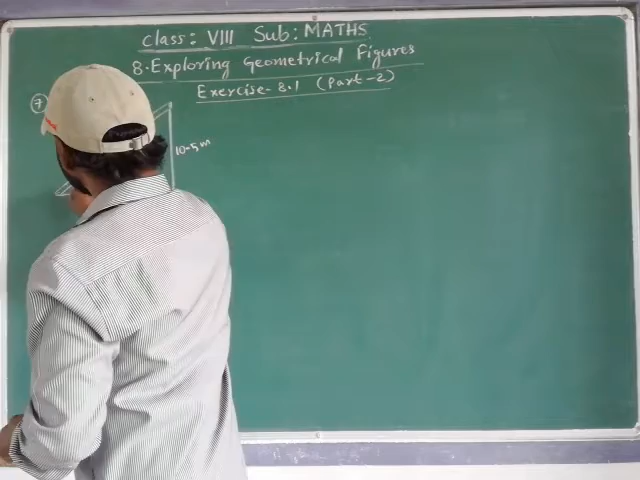 Class: VIII Sub: MATHS
8. Exploring Geometrical Figures
Exercise-8.1 (Part-2)
7
10.5m